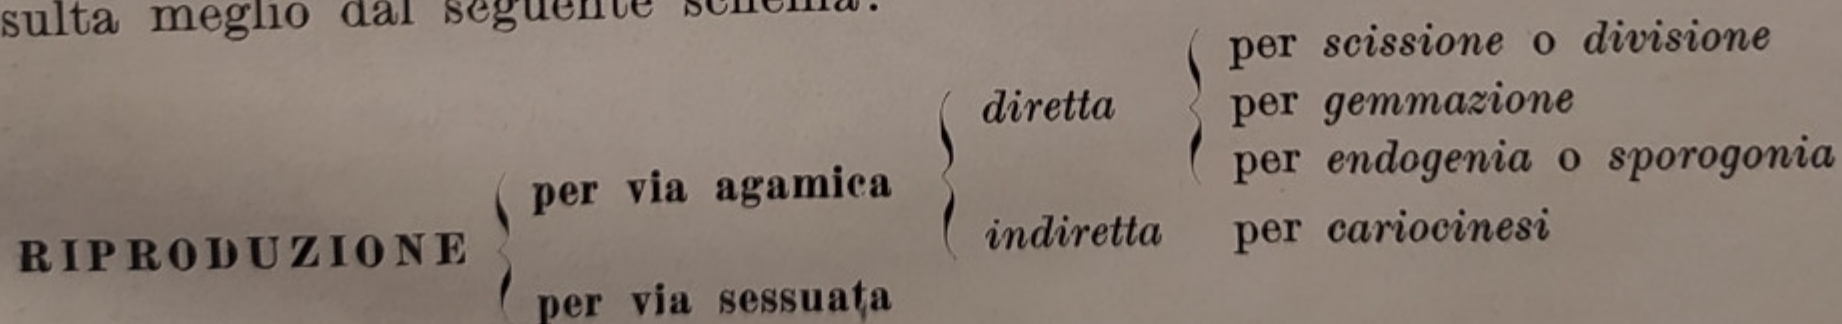 sulta meglio dal seguente schema:
per scissione o divisione
diretta per gemmazione
per endogenia o sporogonia
per via agamica
indiretta per cariocinesi
RIPRODUZIONE
per via sessuata